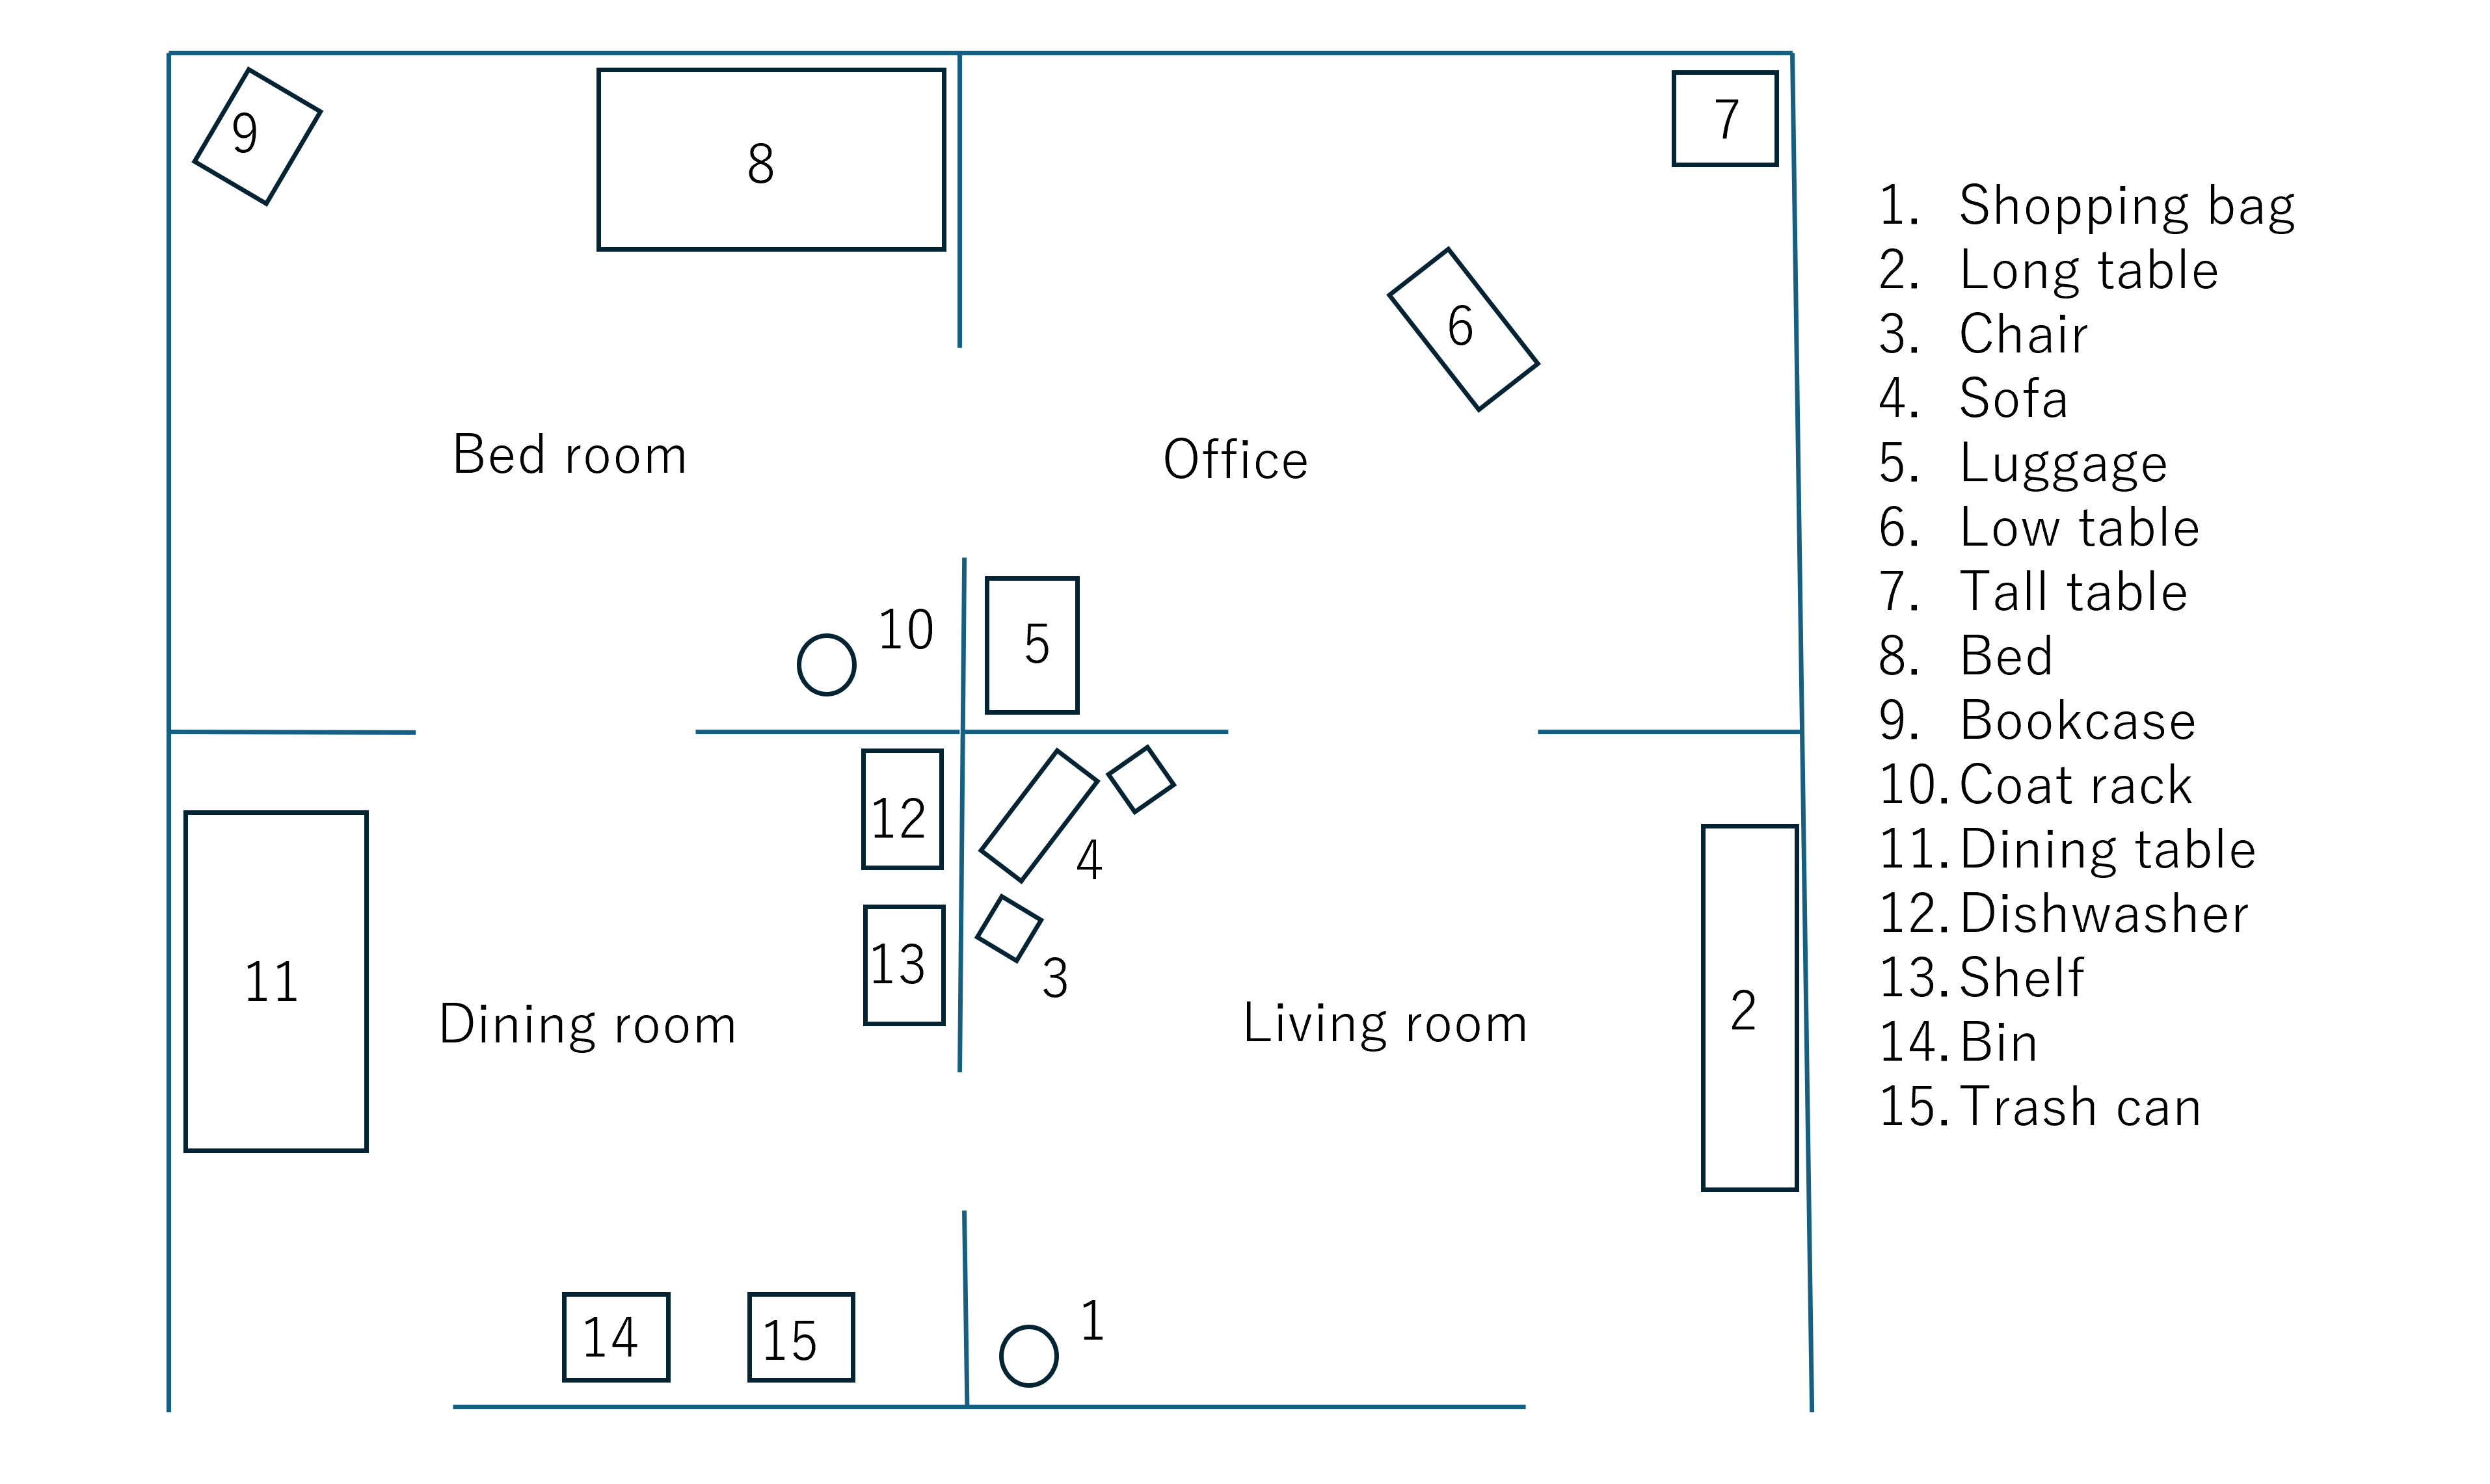 9
8
7
6
Bed room
Office
10
5
12
4
11
13
3
Dining room
Living room
2
14
15
1
1. Shopping bag
2. Long table
3. Chair
4. Sofa
5. Luggage
6. Low table
7. Tall table
8. Bed
9. Bookcase
10. Coat rack
11. Dining table
12. Dishwasher
13. Shelf
14. Bin
15. Trash can